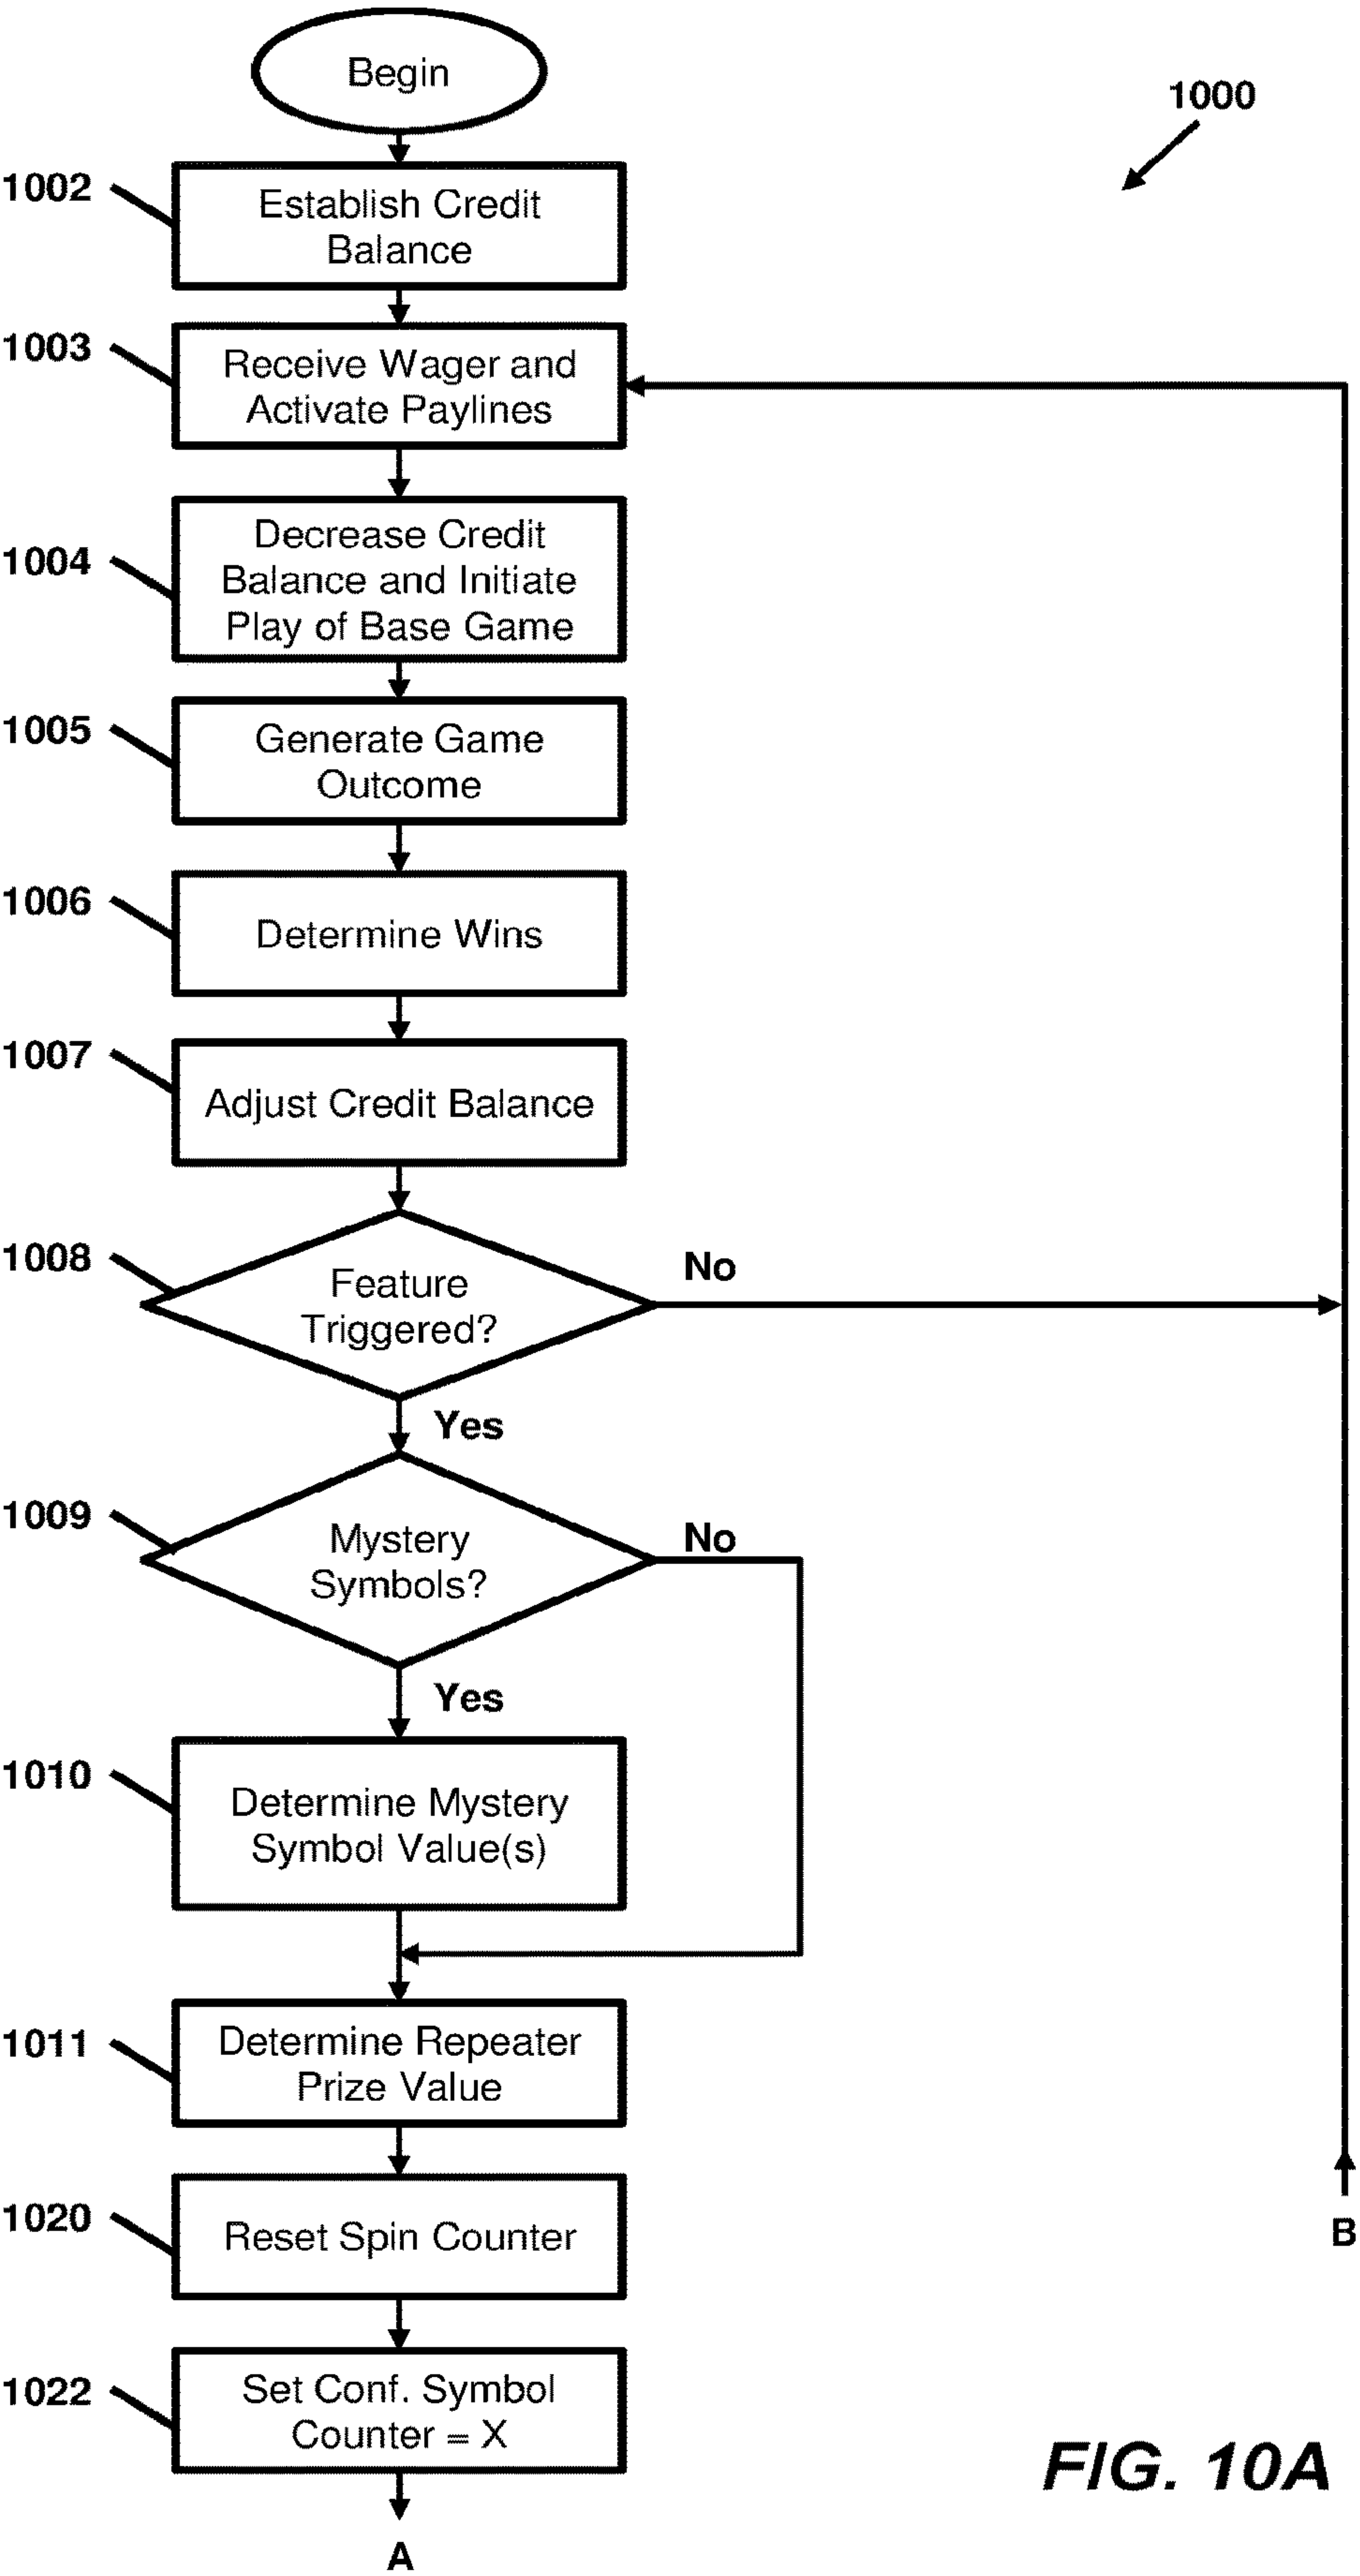 Begin
1000
1002
Establish Credit
Balance
1003
Receive Wager and
Activate Paylines
1004
Decrease Credit
Balance and Initiate
Play of Base Game
1005
Generate Game
Outcome
1006
Determine Wins
1007
Adjust Credit Balance
1008
Feature
Triggered?
No
Yes
1009
Mystery
Symbols?
No
Yes
1010
Determine Mystery
Symbol Value(s)
1011
Determine Repeater
Prize Value
1020
Reset Spin Counter
B
1022
Set Conf. Symbol
Counter = X
A
FIG. 10A